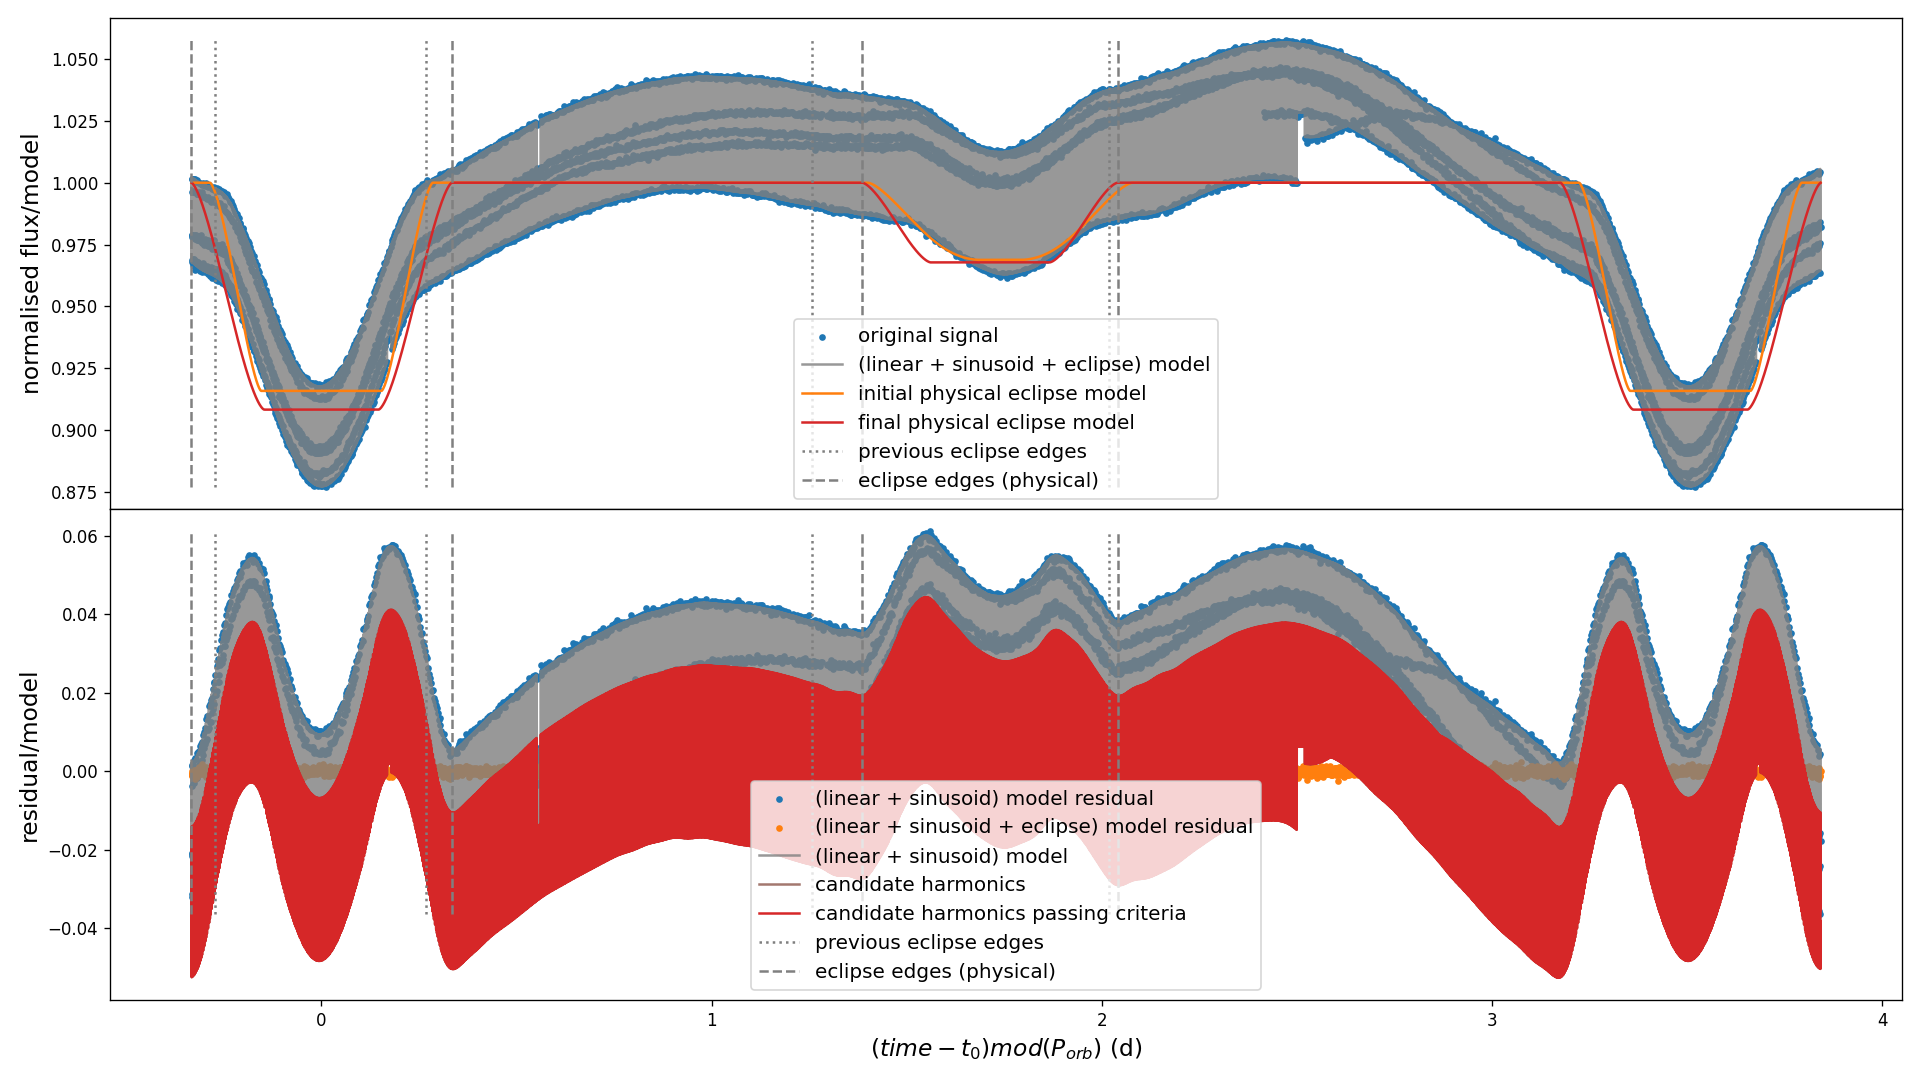 normalised flux/model
1.050
1.025
1.000
0.975
0.950
0.925
0.900
0.875
original signal
(linear + sinusoid + eclipse) model
initial physical eclipse model
final physical eclipse model
previous eclipse edges
eclipse edges (physical)
residual/model
0.06
0.04
0.02
0.00
−0.02
−0.04
(linear + sinusoid) model residual
(linear + sinusoid + eclipse) model residual
(linear + sinusoid) model
candidate harmonics
candidate harmonics passing criteria
previous eclipse edges
eclipse edges (physical)
0 1 2 3 4
(time − t₀)mod(P_orb) (d)